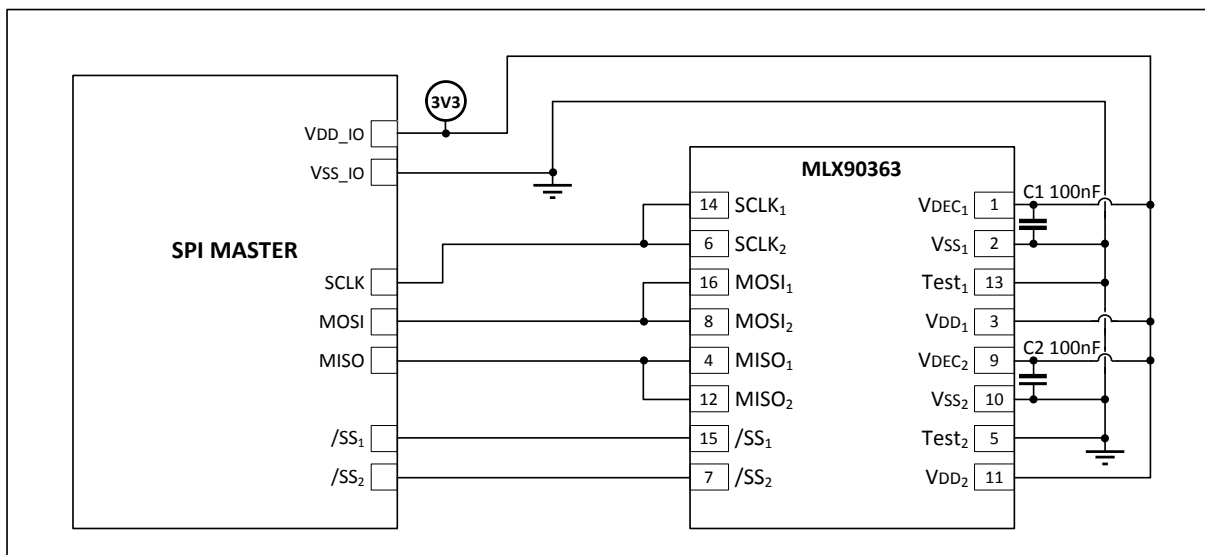 3V3
VDD_IO
VSS_IO
SPI MASTER
SCLK
MOSI
MISO
/SS1
/SS2
MLX90363
14 SCLK1
6 SCLK2
16 MOSI1
8 MOSI2
4 MISO1
12 MISO2
15 /SS1
7 /SS2
VDEC1 1
C1 100nF
VSS1 2
Test1 13
VDD1 3
C2 100nF
VDEC2 9
VSS2 10
Test2 5
VDD2 11